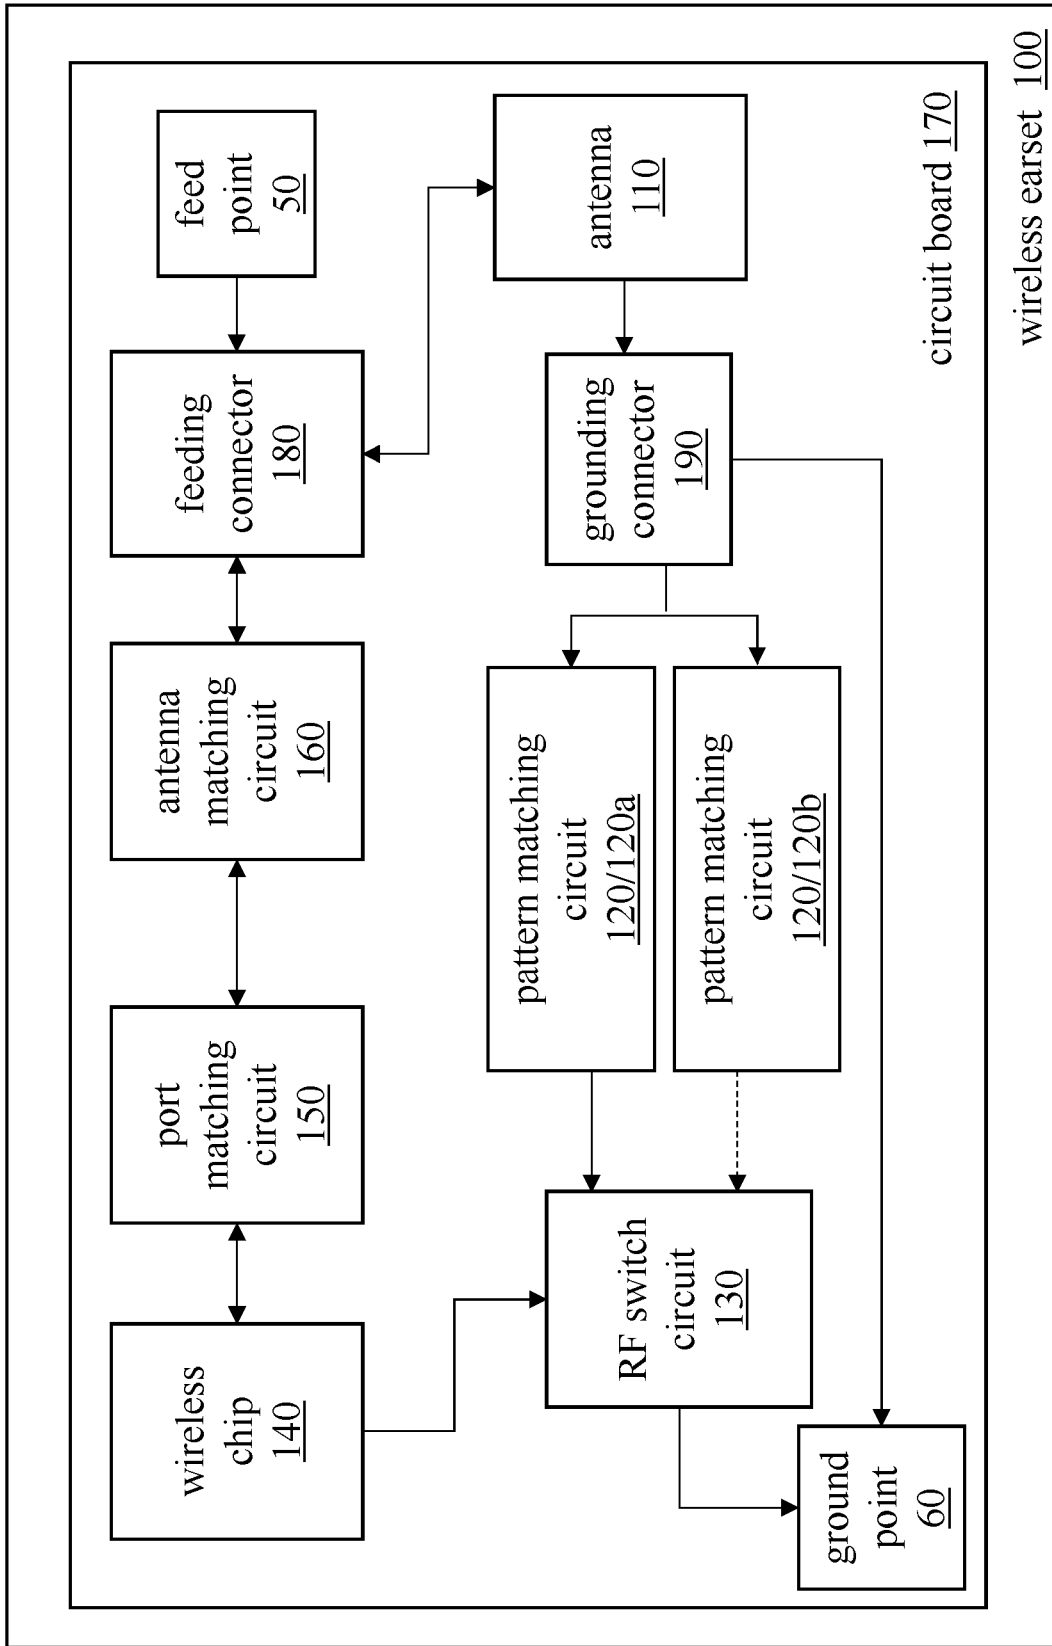 wireless
chip
140
port
matching
circuit
150
antenna
matching
circuit
160
feeding
connector
180
feed
point
50
RF switch
circuit
130
pattern matching
circuit
120/120a
pattern matching
circuit
120/120b
grounding
connector
190
antenna
110
ground
point
60
circuit board 170
wireless earset 100